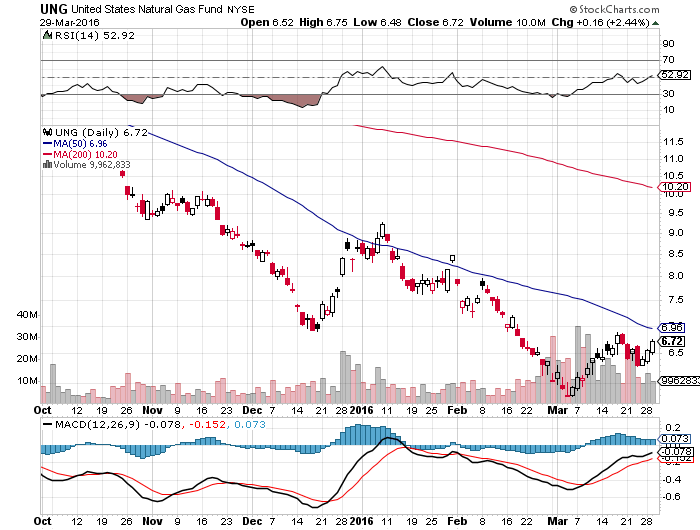 UNG United States Natural Gas Fund NYSE © StockCharts.com
29-Mar-2016 Open 6.52 High 6.75 Low 6.48 Close 6.72 Volume 10.0M Chg +0.16 (+2.44%)
RSI(14) 52.92
90
70
52.92
30
10
UNG (Daily) 6.72
MA(50) 6.96
MA(200) 10.20
Volume 9,962,833
11.5
11.0
10.5
10.20
10.0
9.5
9.0
8.5
8.0
7.5
6.96
6.72
6.5
9962833
40M
30M
20M
10M
Oct 12 19 26 Nov 9 16 23 Dec 7 14 21 28 2016 11 19 25 Feb 8 16 22 Mar 7 14 21 28
MACD(12,26,9) -0.078, -0.152, 0.073
0.2
0.073
-0.078
-0.152
-0.2
-0.4
-0.6
Oct 12 19 26 Nov 9 16 23 Dec 7 14 21 28 2016 11 19 25 Feb 8 16 22 Mar 7 14 21 28